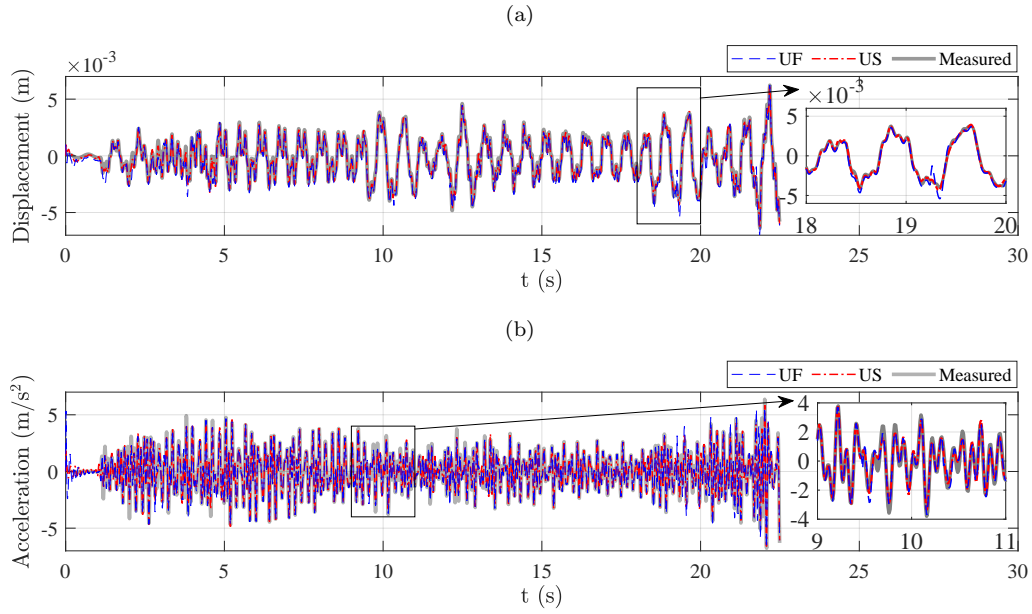 (a)
UF US Measured
×10⁻³
Displacement (m)
5
0
-5
×10⁻³
5
0
-5
18 19 20
0 5 10 15 20 25 30
t (s)
(b)
UF US Measured
Acceleration (m/s²)
5
0
-5
4
2
0
-2
-4
9 10 11
0 5 10 15 20 25 30
t (s)